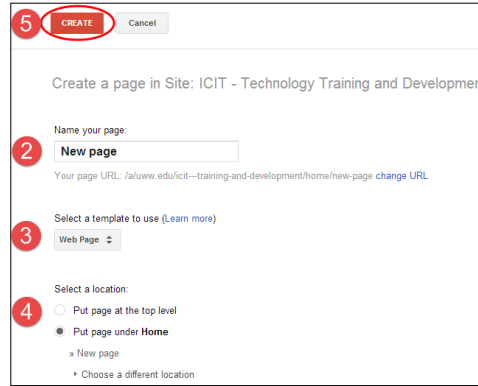 5 CREATE Cancel
Create a page in Site: ICIT - Technology Training and Developmen
Name your page:
2 New page
Your page URL: /a/uww.edu/icit---training-and-development/home/new-page change URL
Select a template to use (Learn more)
3 Web Page
Select a location:
4 Put page at the top level
Put page under Home
» New page
Choose a different location